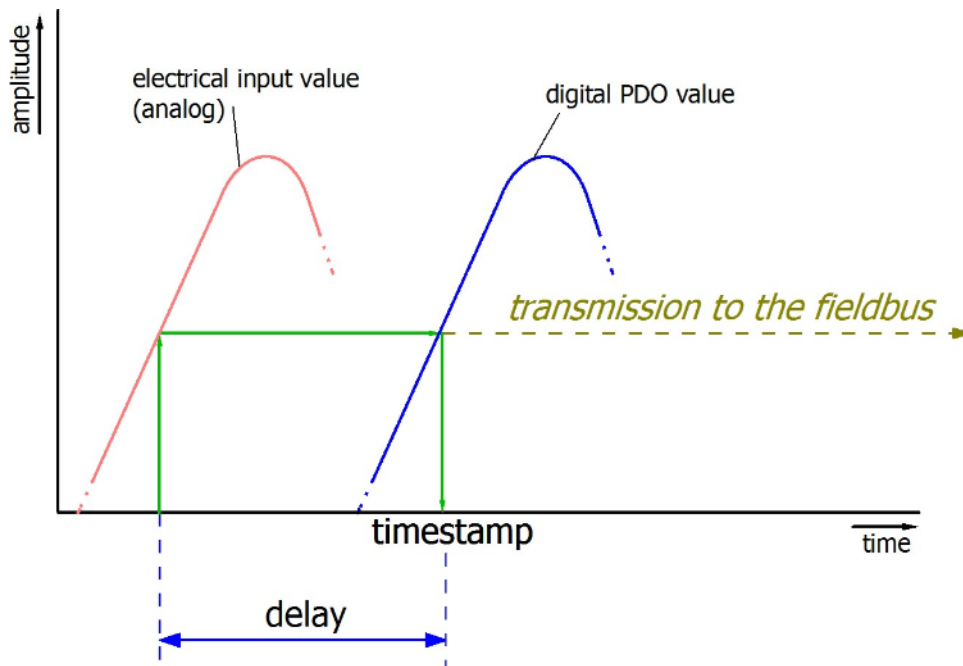 amplitude
electrical input value
(analog)
digital PDO value
transmission to the fieldbus
timestamp
time
delay